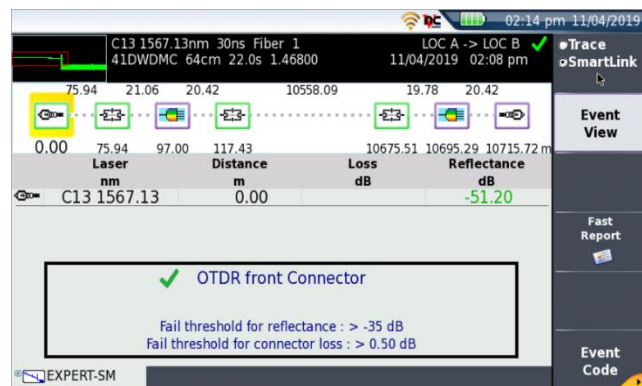 02:14 pm 11/04/2019
C13 1567.13nm 30ns Fiber 1 LOC A -> LOC B
41DWDMC 64cm 22.0s 1.46800 11/04/2019 02:08 pm
Trace
SmartLink
75.94 21.06 20.42 10558.09 19.78 20.42
0.00 75.94 97.00 117.43 10675.51 10695.29 10715.72 m
Event
View
Laser Distance Loss Reflectance
nm m dB dB
C13 1567.13 0.00 -51.20
Fast
Report
OTDR front Connector
Fail threshold for reflectance : > -35 dB
Fail threshold for connector loss : > 0.50 dB
Event
Code
EXPERT-SM